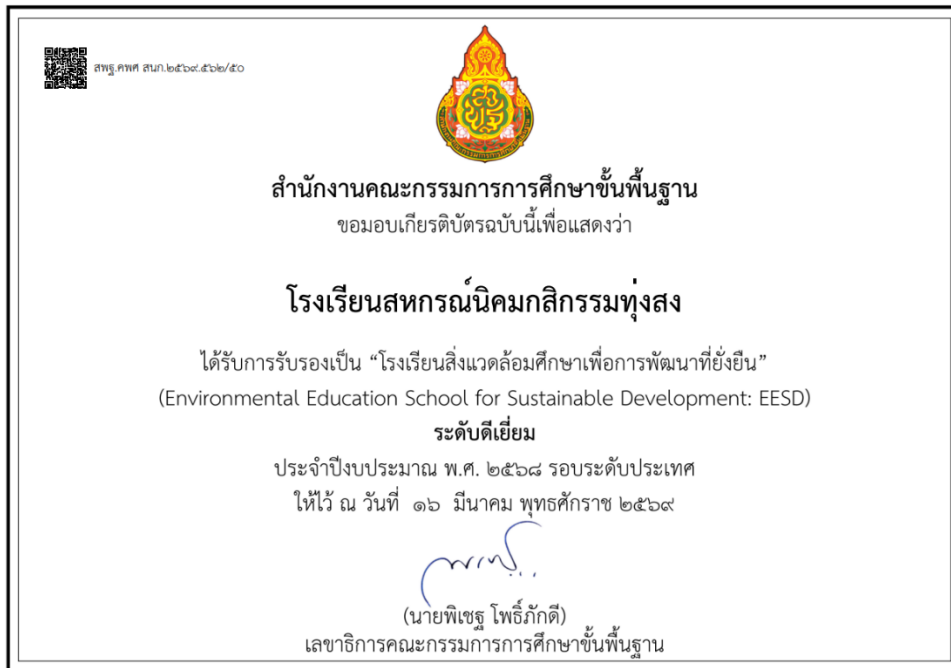 สพฐ.คพศ สนก.๒๕๖๙.๕๖๒/๕๐
สำนักงานคณะกรรมการการศึกษาขั้นพื้นฐาน
ขอมอบเกียรติบัตรฉบับนี้เพื่อแสดงว่า
โรงเรียนสหกรณ์นิคมกสิกรรมทุ่งสง
ได้รับการรับรองเป็น “โรงเรียนสิ่งแวดล้อมศึกษาเพื่อการพัฒนาที่ยั่งยืน”
(Environmental Education School for Sustainable Development: EESD)
ระดับดีเยี่ยม
ประจำปีงบประมาณ พ.ศ. ๒๕๖๘ รอบระดับประเทศ
ให้ไว้ ณ วันที่ ๑๖ มีนาคม พุทธศักราช ๒๕๖๙
(นายพิเชฐ โพธิ์ภักดี)
เลขาธิการคณะกรรมการการศึกษาขั้นพื้นฐาน